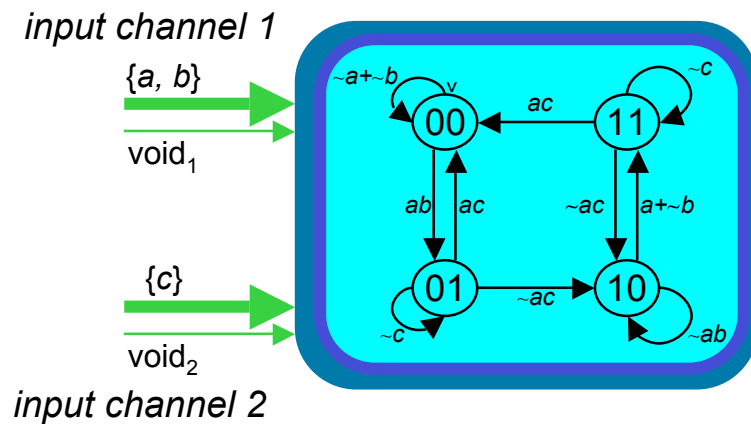 input channel 1
{a, b}
void₁
{c}
void₂
input channel 2
~a+~b
v
00
ac
11
~c
ab
ac
~ac
a+~b
01
~ac
10
~c
~ab